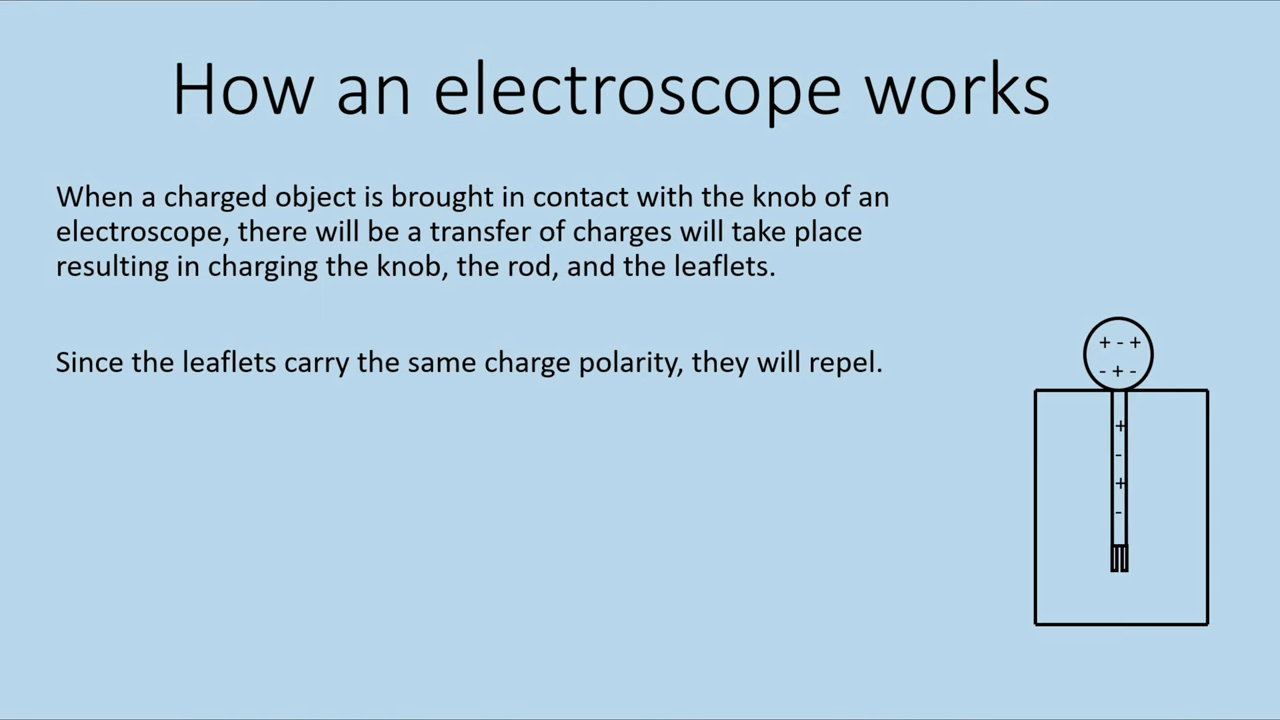 How an electroscope works
When a charged object is brought in contact with the knob of an
electroscope, there will be a transfer of charges will take place
resulting in charging the knob, the rod, and the leaflets.
Since the leaflets carry the same charge polarity, they will repel.
+ - +
- + -
+
-
+
-